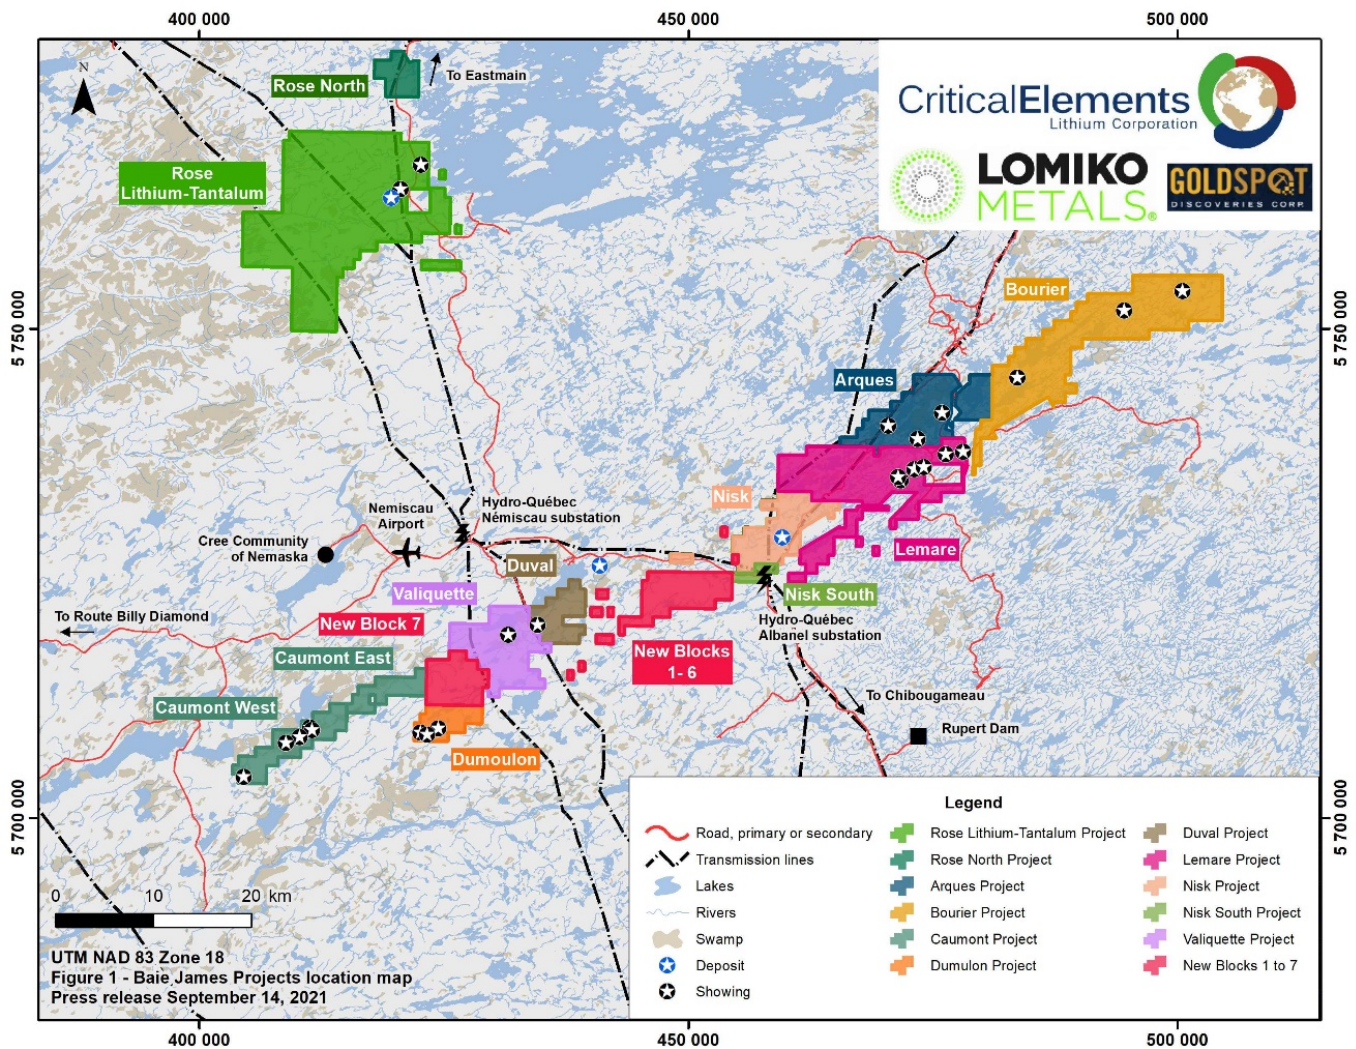 400 000
450 000
500 000
N
Rose North
To Eastmain
CriticalElements
Lithium Corporation
LOMIKO
METALS®
GOLDSPOT
DISCOVERIES CORP.
Rose
Lithium-Tantalum
Bourier
5 750 000
5 750 000
Arques
Nisk
Hydro-Québec
Némiscau substation
Nemiscau
Airport
Cree Community
of Nemaska
Lemare
Duval
Valiquette
Nisk South
To Route Billy Diamond
New Block 7
Hydro-Québec
Albanel substation
New Blocks
1- 6
Caumont East
To Chibougameau
Caumont West
Rupert Dam
Dumoulon
5 700 000
5 700 000
Legend
Road, primary or secondary
Transmission lines
Lakes
Rivers
Swamp
Deposit
Showing
Rose Lithium-Tantalum Project
Rose North Project
Arques Project
Bourier Project
Caumont Project
Dumulon Project
Duval Project
Lemare Project
Nisk Project
Nisk South Project
Valiquette Project
New Blocks 1 to 7
0 10 20 km
UTM NAD 83 Zone 18
Figure 1 - Baie James Projects location map
Press release September 14, 2021
400 000
450 000
500 000